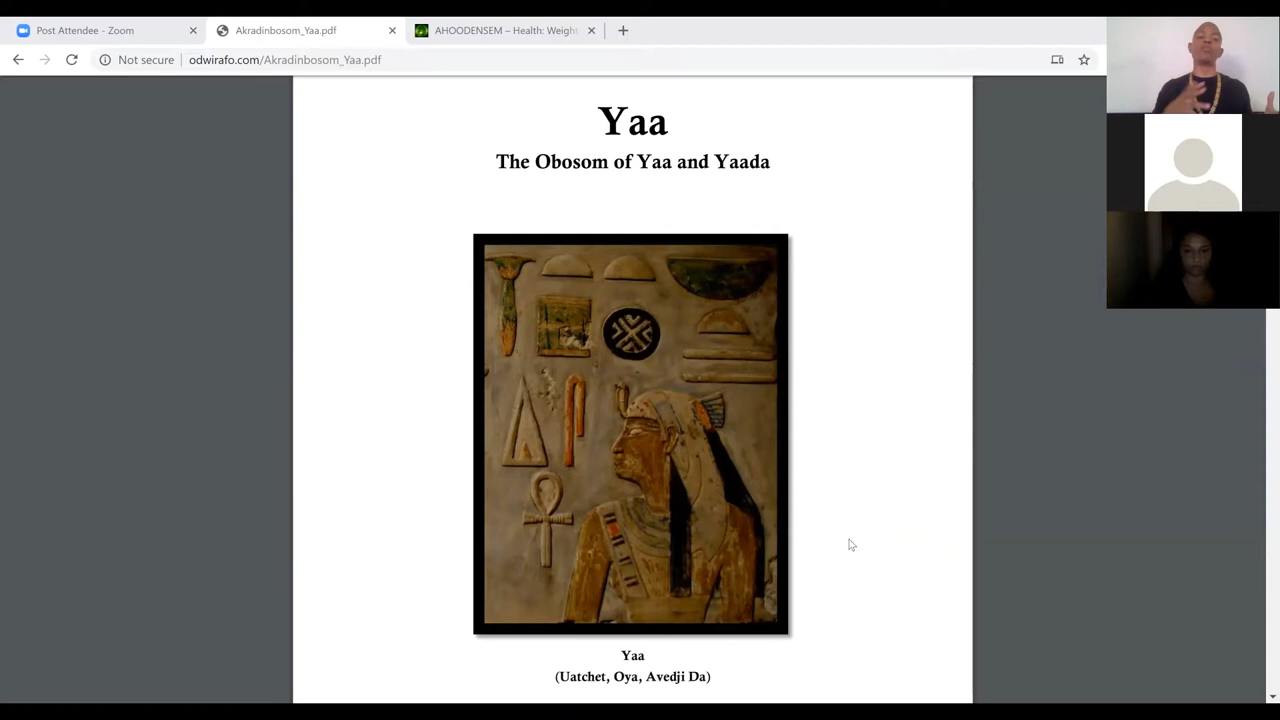 Post Attendee - Zoom
Akradinbosom_Yaa.pdf
AHOODENSEM – Health: Weigh
Not secure
odwirafo.com/Akradinbosom_Yaa.pdf
Yaa
The Obosom of Yaa and Yaada
Yaa
(Uatchet, Oya, Avedji Da)